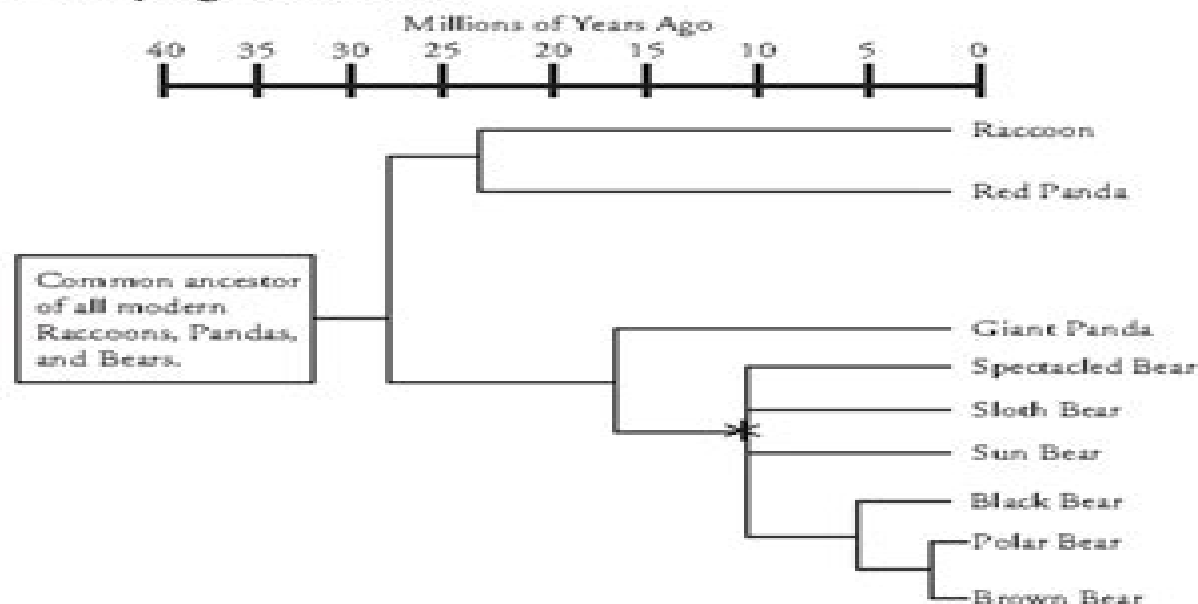 Millions of Years Ago
40 35 30 25 20 15 10 5 0
Raccoon
Red Panda
Common ancestor
of all modern
Raccoons, Pandas,
and Bears.
Giant Panda
Spectacled Bear
Sloth Bear
Sun Bear
Black Bear
Polar Bear
Brown Bear